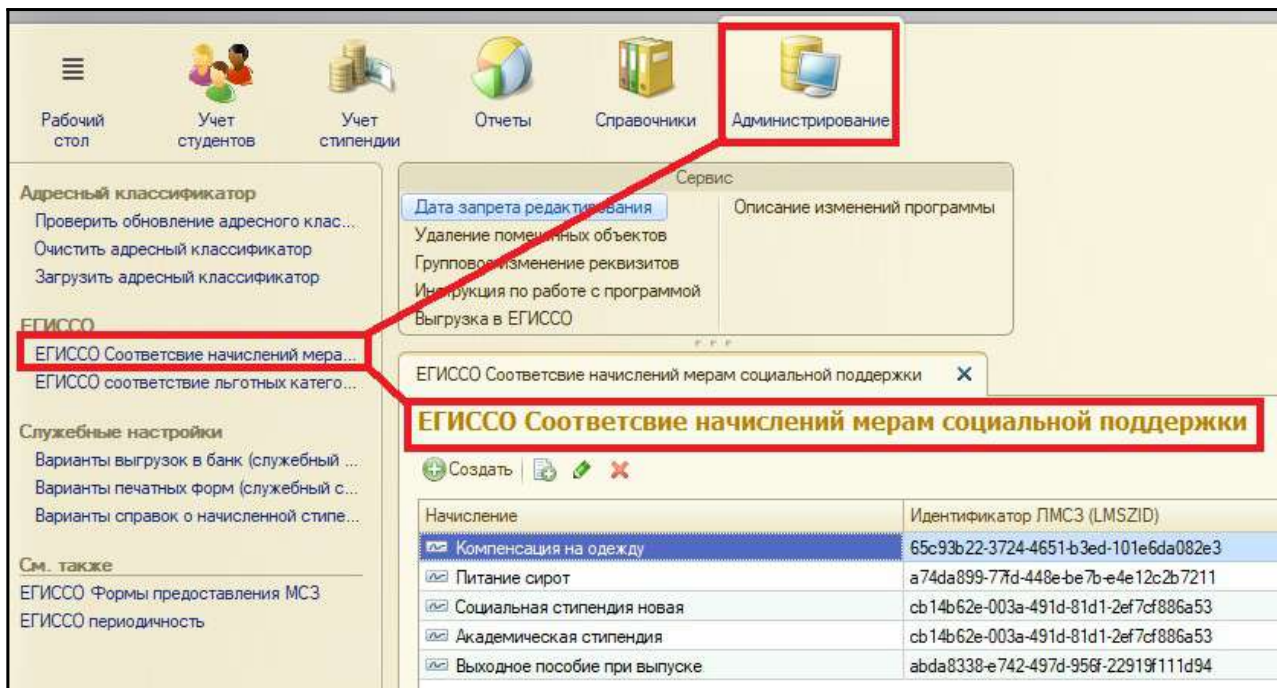 Рабочий стол
Учет студентов
Учет стипендии
Отчеты
Справочники
Администрирование
Адресный классификатор
Проверить обновление адресного клас...
Очистить адресный классификатор
Загрузить адресный классификатор
ЕГИССО
ЕГИССО Соответсвие начислений мера...
ЕГИССО соответствие льготных катего...
Служебные настройки
Варианты выгрузок в банк (служебный ...
Варианты печатных форм (служебный с...
Варианты справок о начисленной стипе...
См. также
ЕГИССО Формы предоставления МСЗ
ЕГИССО периодичность
Сервис
Дата запрета редактирования
Описание изменений программы
Удаление помеченных объектов
Групповое изменение реквизитов
Инструкция по работе с программой
Выгрузка в ЕГИССО
ЕГИССО Соответсвие начислений мерам социальной поддержки
ЕГИССО Соответсвие начислений мерам социальной поддержки
Создать
Начисление
Идентификатор ЛМСЗ (LMSZID)
Компенсация на одежду
65c93b22-3724-4651-b3ed-101e6da082e3
Питание сирот
a74da899-77fd-448e-be7b-e4e12c2b7211
Социальная стипендия новая
cb14b62e-003a-491d-81d1-2ef7cf886a53
Академическая стипендия
cb14b62e-003a-491d-81d1-2ef7cf886a53
Выходное пособие при выпуске
abda8338-e742-497d-956f-22919f111d94